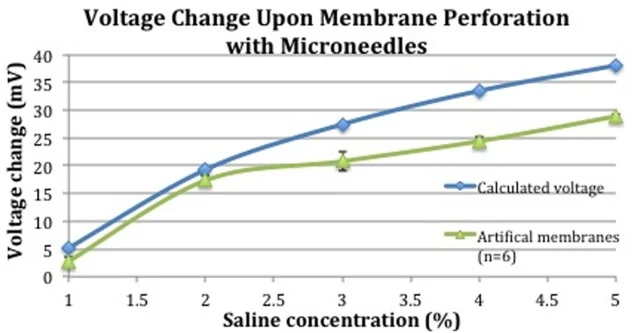 Voltage Change Upon Membrane Perforation
with Microneedles
Voltage change (mV)
40
35
30
25
20
15
10
5
0
Calculated voltage
Artifical membranes
(n=6)
1 1.5 2 2.5 3 3.5 4 4.5 5
Saline concentration (%)